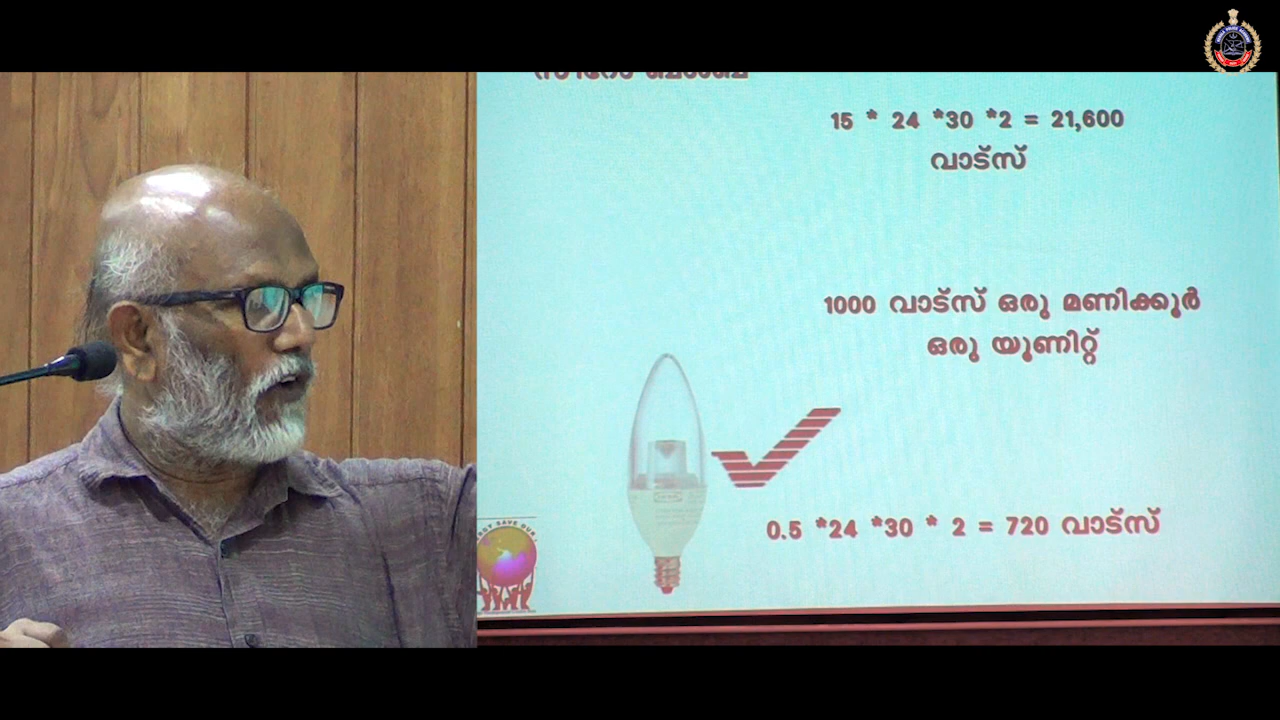 15 * 24 *30 *2 = 21,600
വാട്സ്
1000 വാട്സ് ഒരു മണിക്കൂർ
ഒരു യൂണിറ്റ്
0.5 *24 *30 * 2 = 720 വാട്സ്